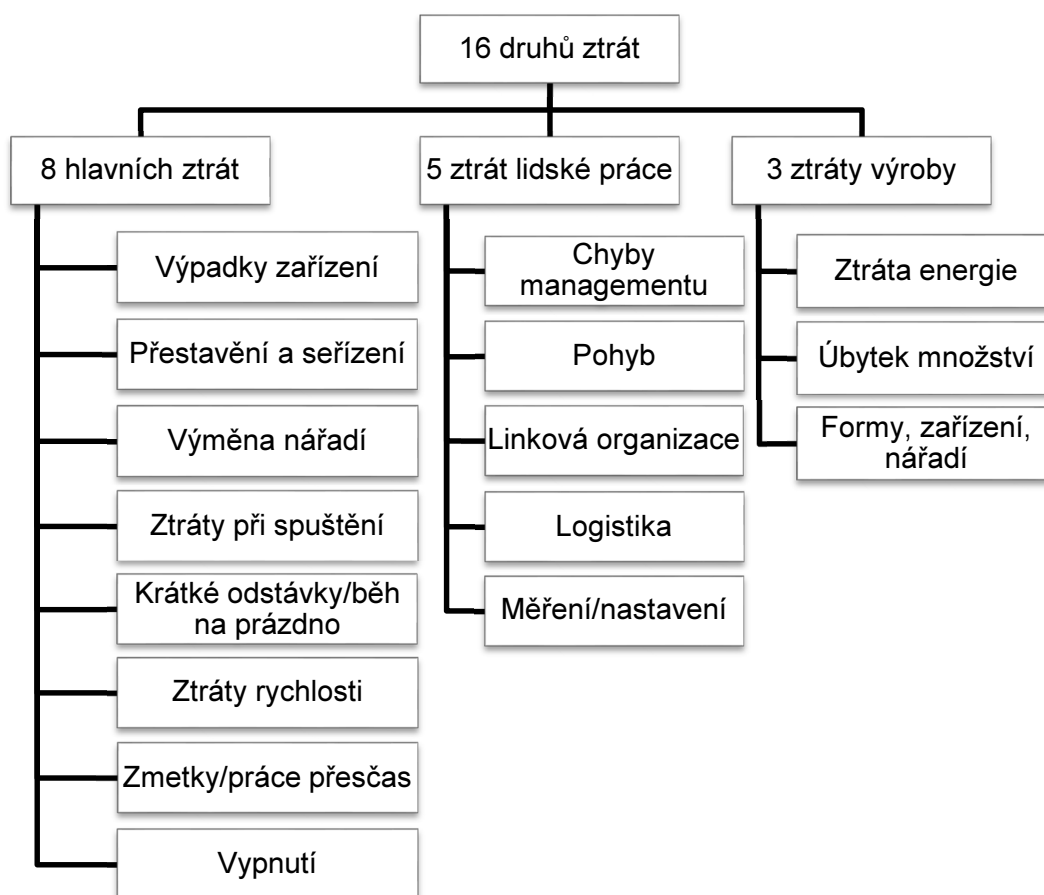 16 druhů ztrát
8 hlavních ztrát
Výpadky zařízení
Přestavění a seřízení
Výměna nářadí
Ztráty při spuštění
Krátké odstávky/běh
na prázdno
Ztráty rychlosti
Zmetky/práce přesčas
Vypnutí
5 ztrát lidské práce
Chyby
managementu
Pohyb
Linková organizace
Logistika
Měření/nastavení
3 ztráty výroby
Ztráta energie
Úbytek množství
Formy, zařízení,
nářadí